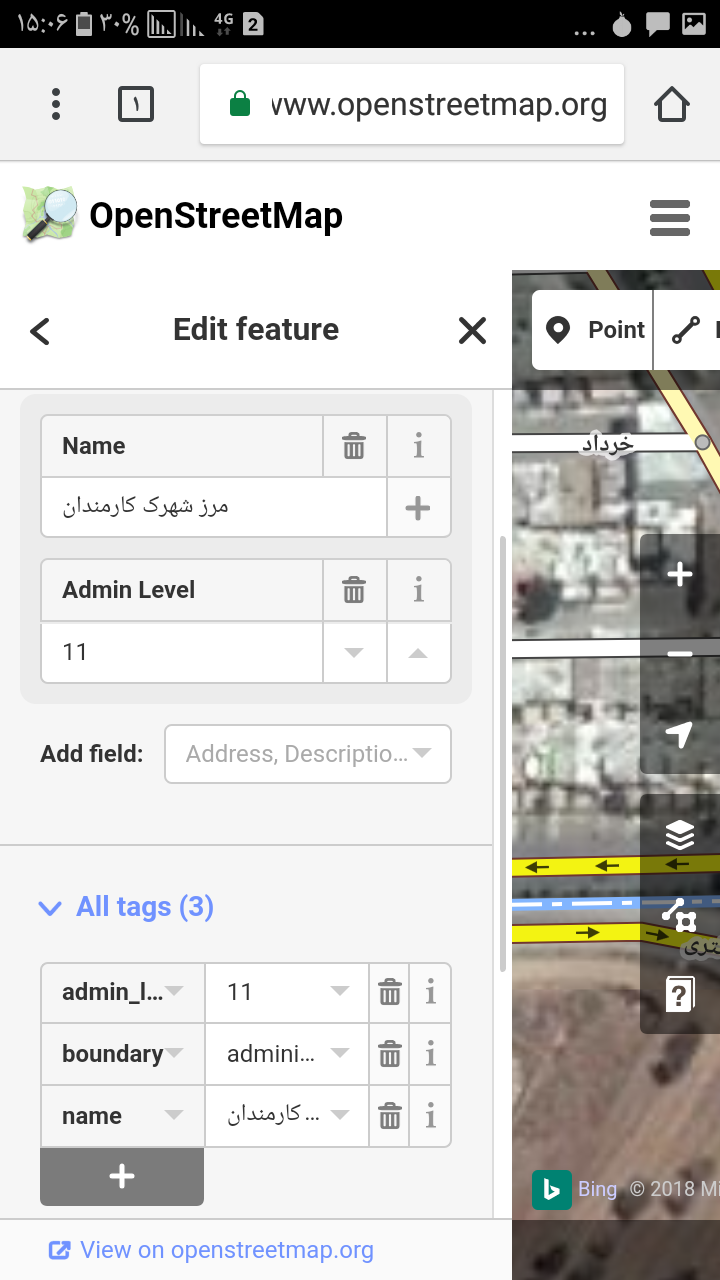 ۱۵:۰۶ ۳۰% 4G 2 ...
۱ www.openstreetmap.org
OpenStreetMap
Edit feature
Point
Name
خرداد
مرز شهرک کارمندان
Admin Level
11
Add field: Address, Descriptio...
All tags (3)
admin_l... 11
boundary admini...
name کارمندان ...
Bing © 2018 Mi
View on openstreetmap.org